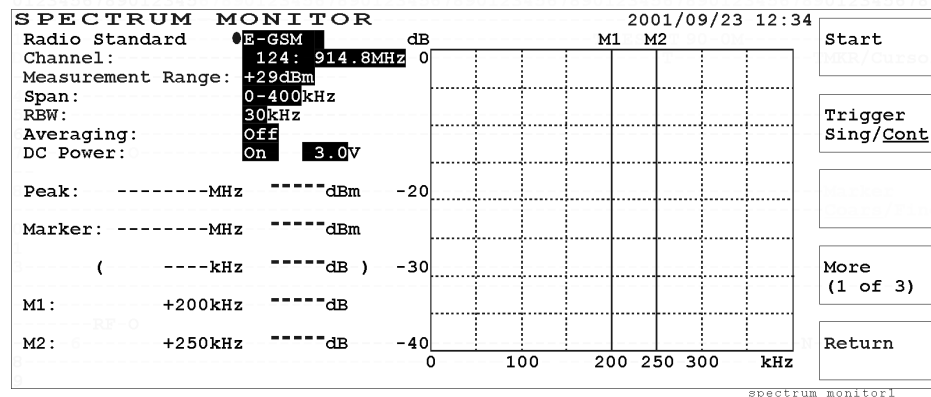 SPECTRUM MONITOR 2001/09/23 12:34
Radio Standard E-GSM
Channel: 124: 914.8MHz
Measurement Range: +29dBm
Span: 0-400kHz
RBW: 30kHz
Averaging: Off
DC Power: On 3.0V
Peak: --------MHz ------dBm
Marker: --------MHz ------dBm
( ----kHz ------dB )
M1: +200kHz ------dB
M2: +250kHz ------dB
dB M1 M2
0
-20
-30
-40
0 100 200 250 300 kHz
Start
Trigger
Sing/Cont
More
(1 of 3)
Return
spectrum monitor1